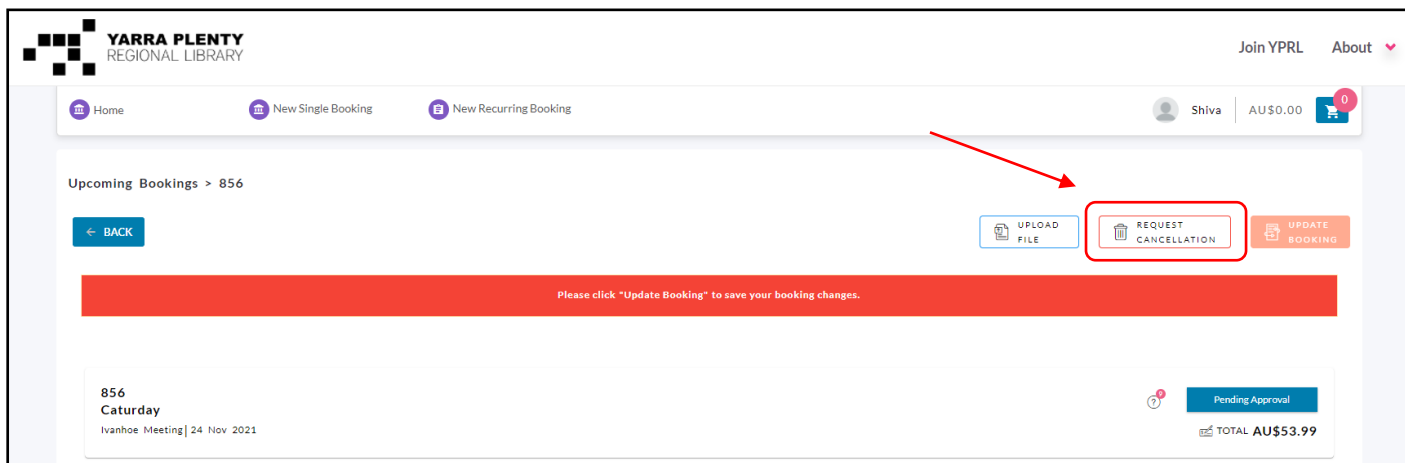 YARRA PLENTY
REGIONAL LIBRARY
Join YPRL About
Home New Single Booking New Recurring Booking Shiva AU$0.00 0
Upcoming Bookings > 856
← BACK
UPLOAD
FILE
REQUEST
CANCELLATION
UPDATE
BOOKING
Please click "Update Booking" to save your booking changes.
856
Caturday
Ivanhoe Meeting| 24 Nov 2021
?
Pending Approval
TOTAL AU$53.99